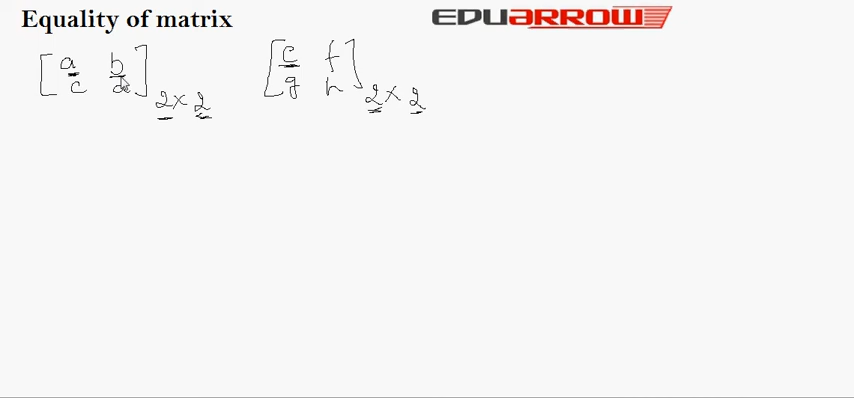 Equality of matrix
EDUARROW
a b e f
c d g h
2×2 2×2